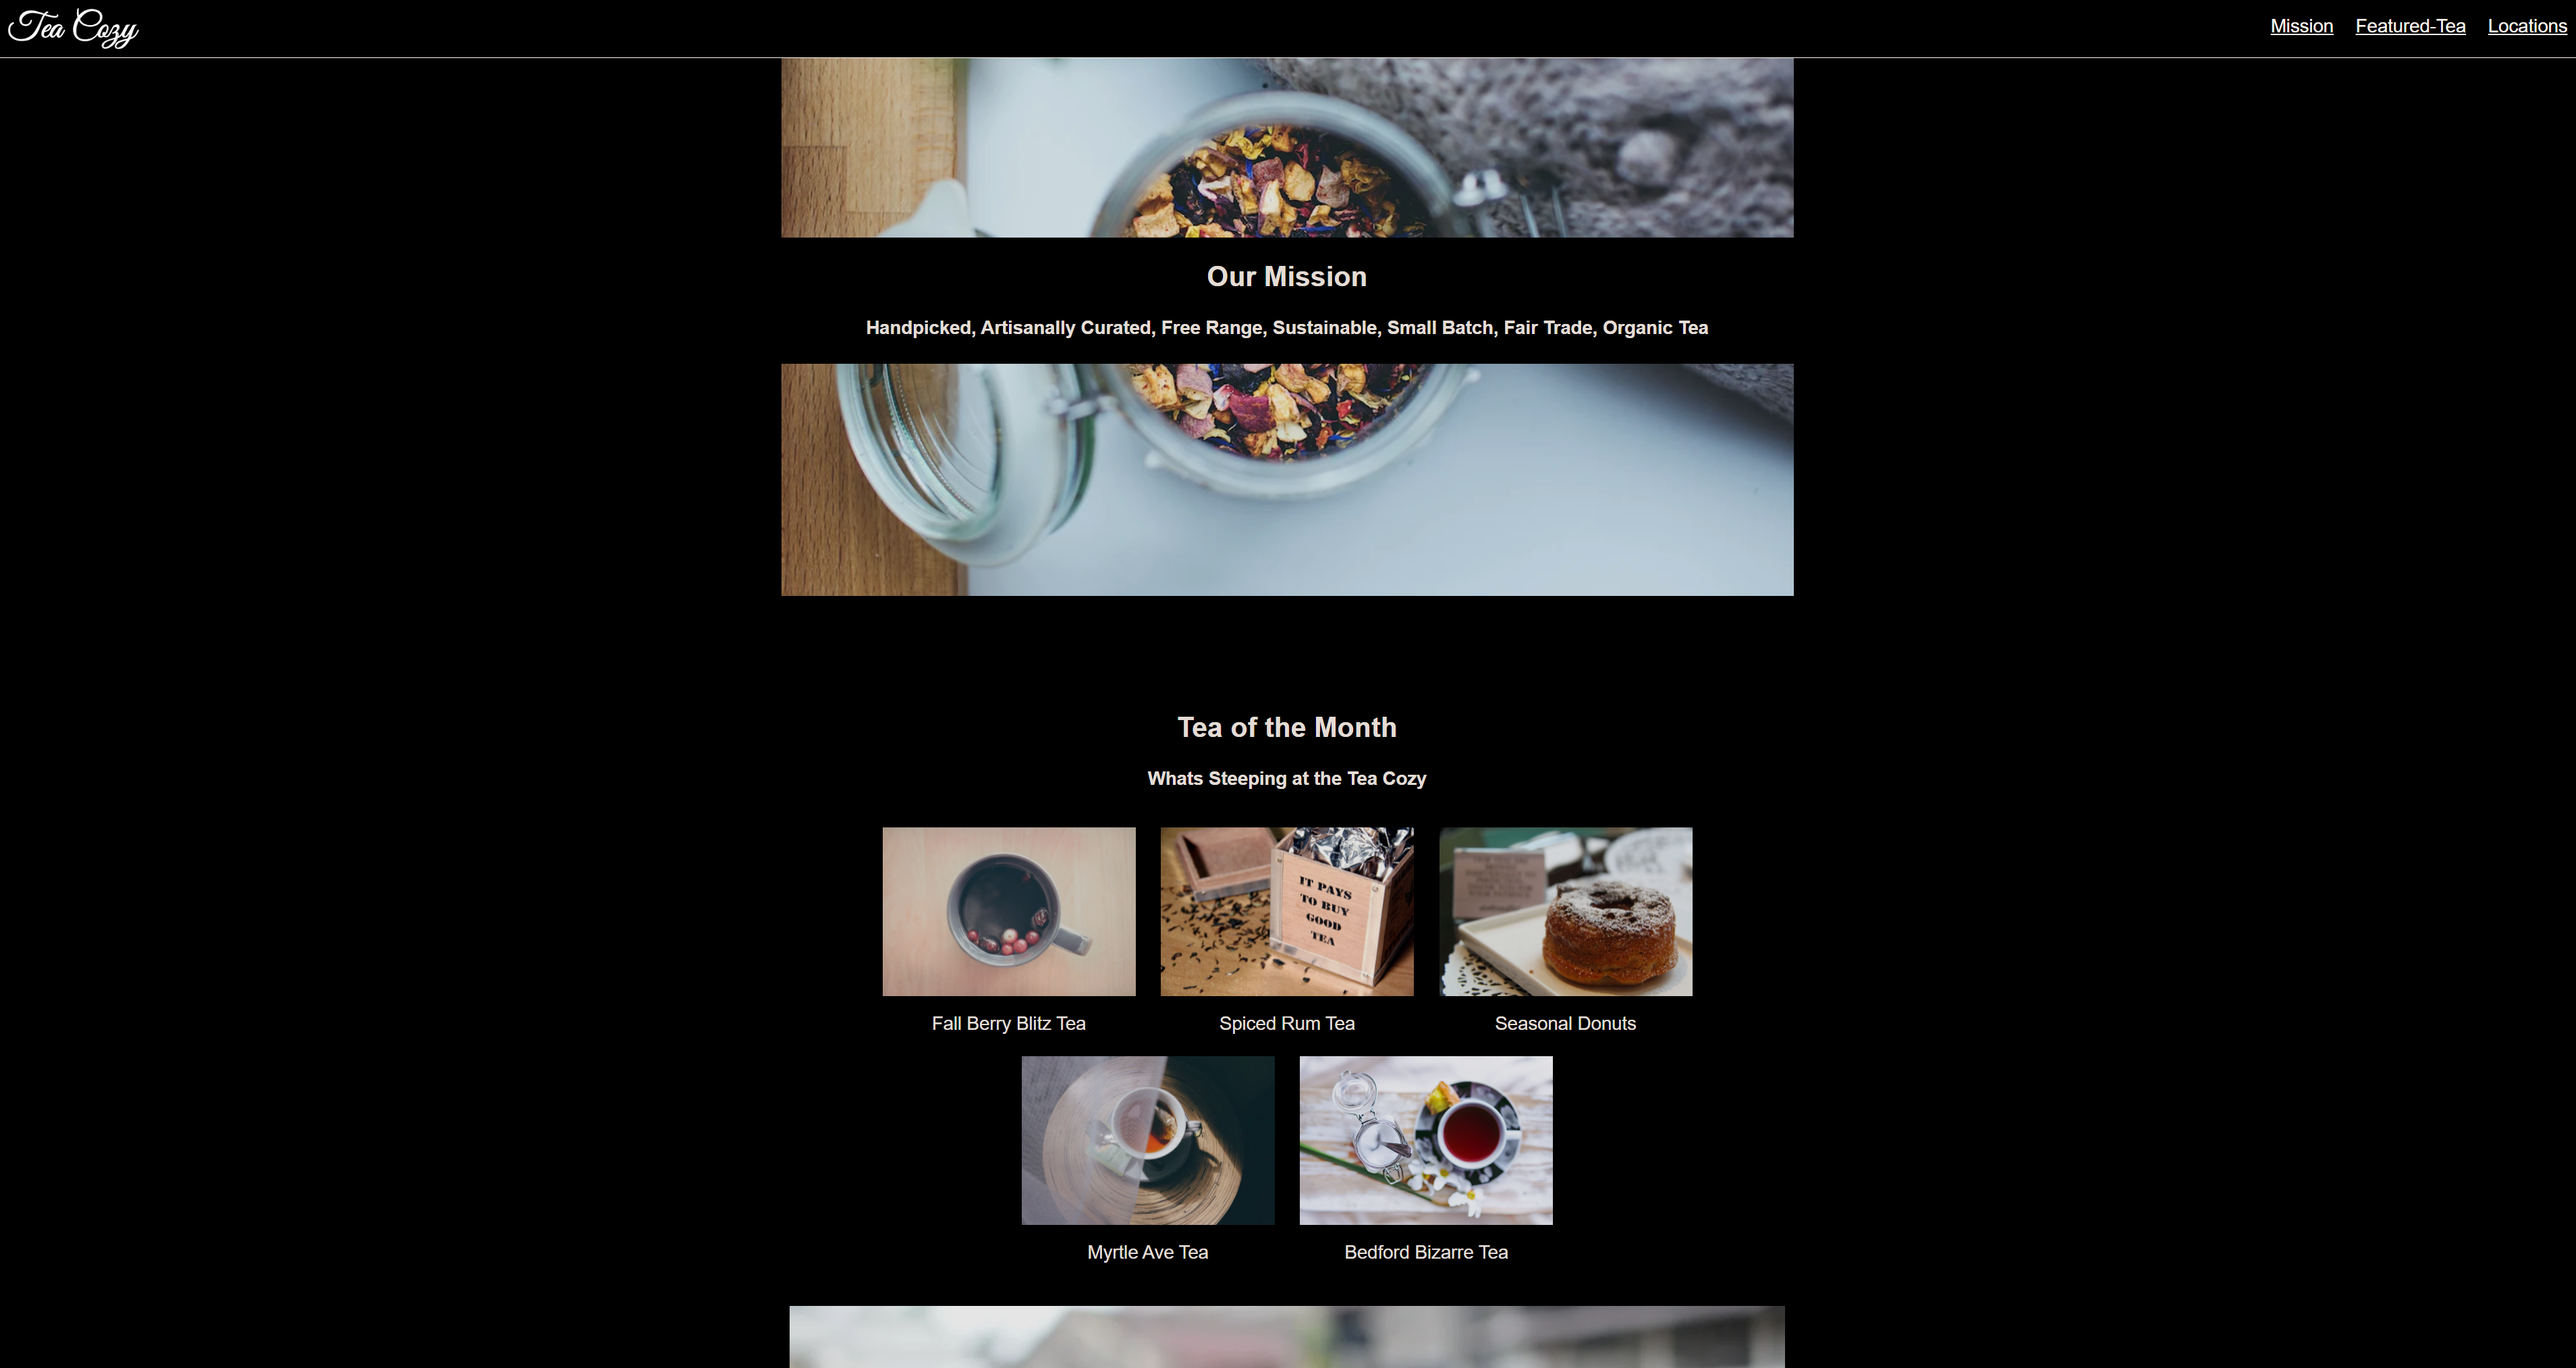 Tea Cozy
Mission Featured-Tea Locations
Our Mission
Handpicked, Artisanally Curated, Free Range, Sustainable, Small Batch, Fair Trade, Organic Tea
Tea of the Month
Whats Steeping at the Tea Cozy
IT PAYS
TO BUY
GOOD
TEA
Fall Berry Blitz Tea
Spiced Rum Tea
Seasonal Donuts
Myrtle Ave Tea
Bedford Bizarre Tea